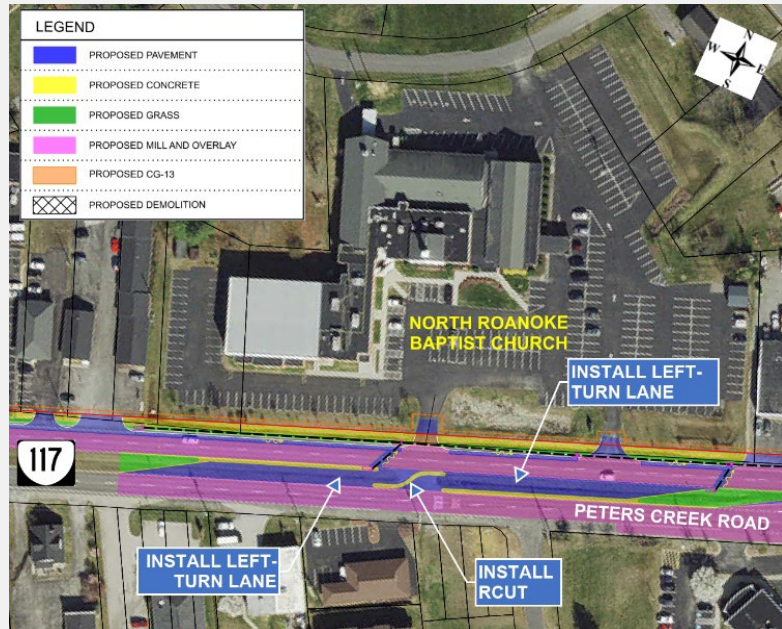 LEGEND
PROPOSED PAVEMENT
PROPOSED CONCRETE
PROPOSED GRASS
PROPOSED MILL AND OVERLAY
PROPOSED CG-13
PROPOSED DEMOLITION
N
W
E
S
NORTH ROANOKE
BAPTIST CHURCH
INSTALL LEFT-
TURN LANE
117
PETERS CREEK ROAD
INSTALL LEFT-
TURN LANE
INSTALL
RCUT